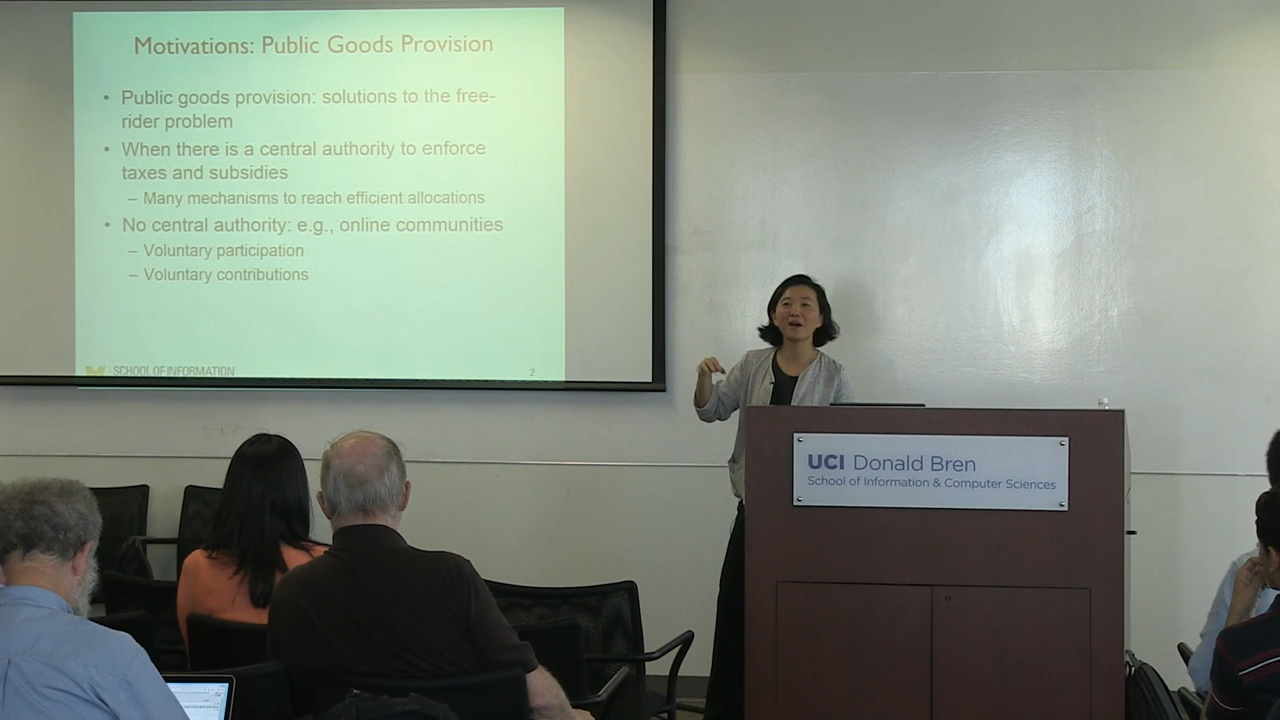 Motivations: Public Goods Provision
• Public goods provision: solutions to the free-
rider problem
• When there is a central authority to enforce
taxes and subsidies
– Many mechanisms to reach efficient allocations
• No central authority: e.g., online communities
– Voluntary participation
– Voluntary contributions
M SCHOOL OF INFORMATION
2
UCI Donald Bren
School of Information & Computer Sciences